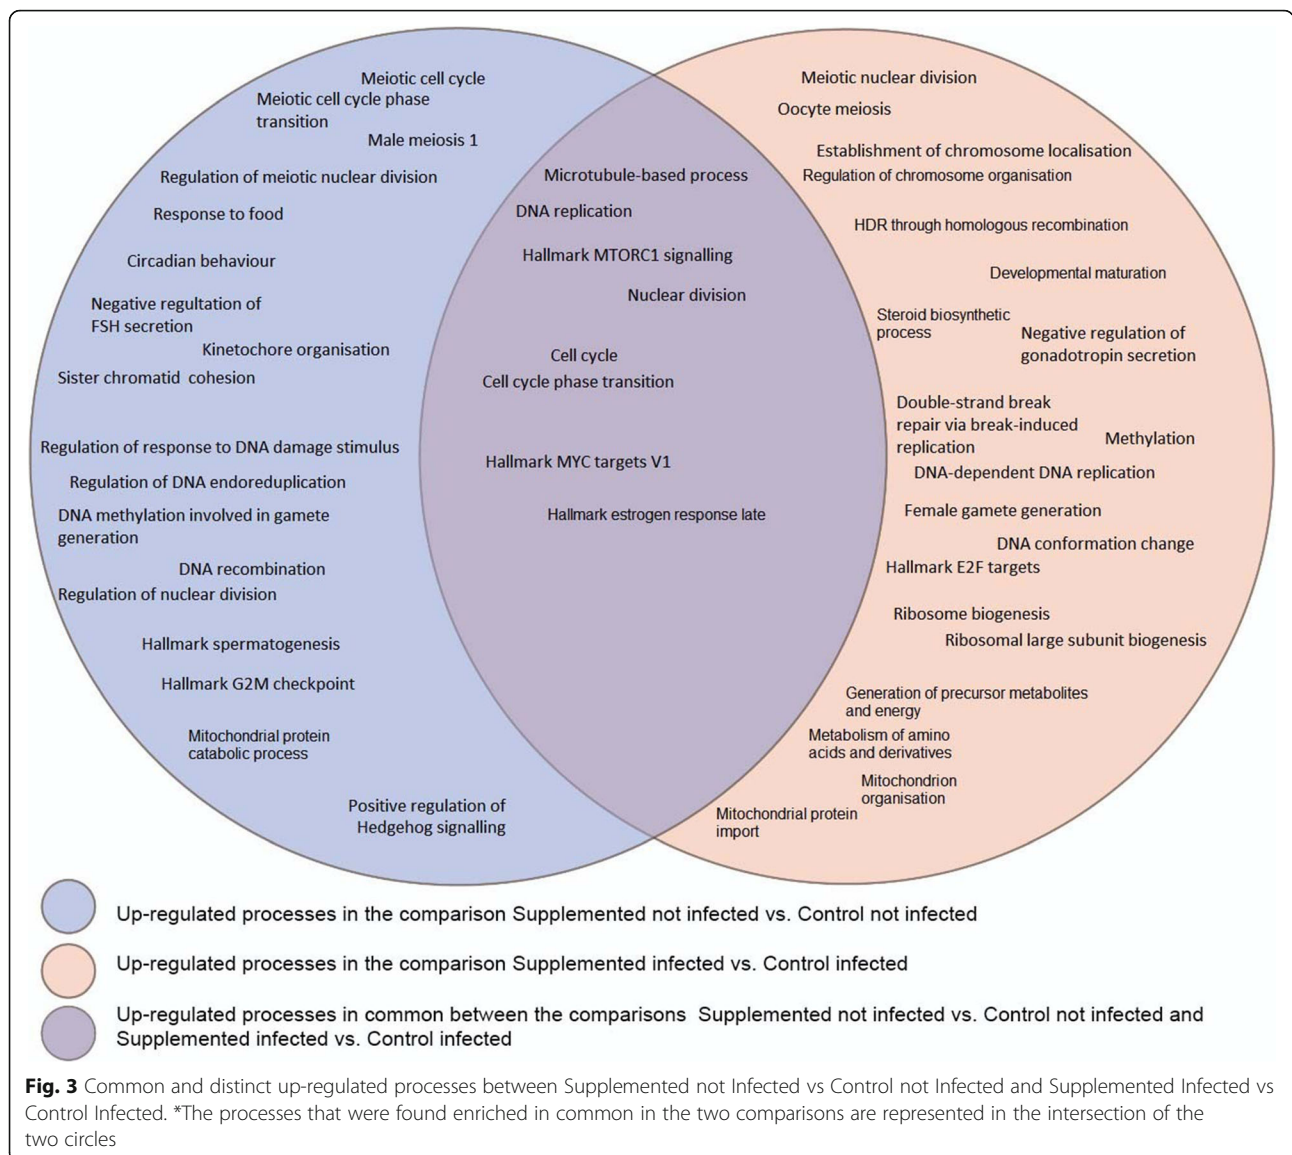 Meiotic cell cycle
Meiotic cell cycle phase
transition
Male meiosis 1
Regulation of meiotic nuclear division
Response to food
Circadian behaviour
Negative regultation of
FSH secretion
Kinetochore organisation
Sister chromatid cohesion
Regulation of response to DNA damage stimulus
Regulation of DNA endoreduplication
DNA methylation involved in gamete
generation
DNA recombination
Regulation of nuclear division
Hallmark spermatogenesis
Hallmark G2M checkpoint
Mitochondrial protein
catabolic process
Positive regulation of
Hedgehog signalling
Microtubule-based process
DNA replication
Hallmark MTORC1 signalling
Nuclear division
Cell cycle
Cell cycle phase transition
Hallmark MYC targets V1
Hallmark estrogen response late
Meiotic nuclear division
Oocyte meiosis
Establishment of chromosome localisation
Regulation of chromosome organisation
HDR through homologous recombination
Developmental maturation
Steroid biosynthetic
process
Negative regulation of
gonadotropin secretion
Double-strand break
repair via break-induced
replication
Methylation
DNA-dependent DNA replication
Female gamete generation
DNA conformation change
Hallmark E2F targets
Ribosome biogenesis
Ribosomal large subunit biogenesis
Generation of precursor metabolites
and energy
Metabolism of amino
acids and derivatives
Mitochondrion
organisation
Mitochondrial protein
import
Up-regulated processes in the comparison Supplemented not infected vs. Control not infected
Up-regulated processes in the comparison Supplemented infected vs. Control infected
Up-regulated processes in common between the comparisons Supplemented not infected vs. Control not infected and
Supplemented infected vs. Control infected
Fig. 3 Common and distinct up-regulated processes between Supplemented not Infected vs Control not Infected and Supplemented Infected vs
Control Infected. *The processes that were found enriched in common in the two comparisons are represented in the intersection of the
two circles